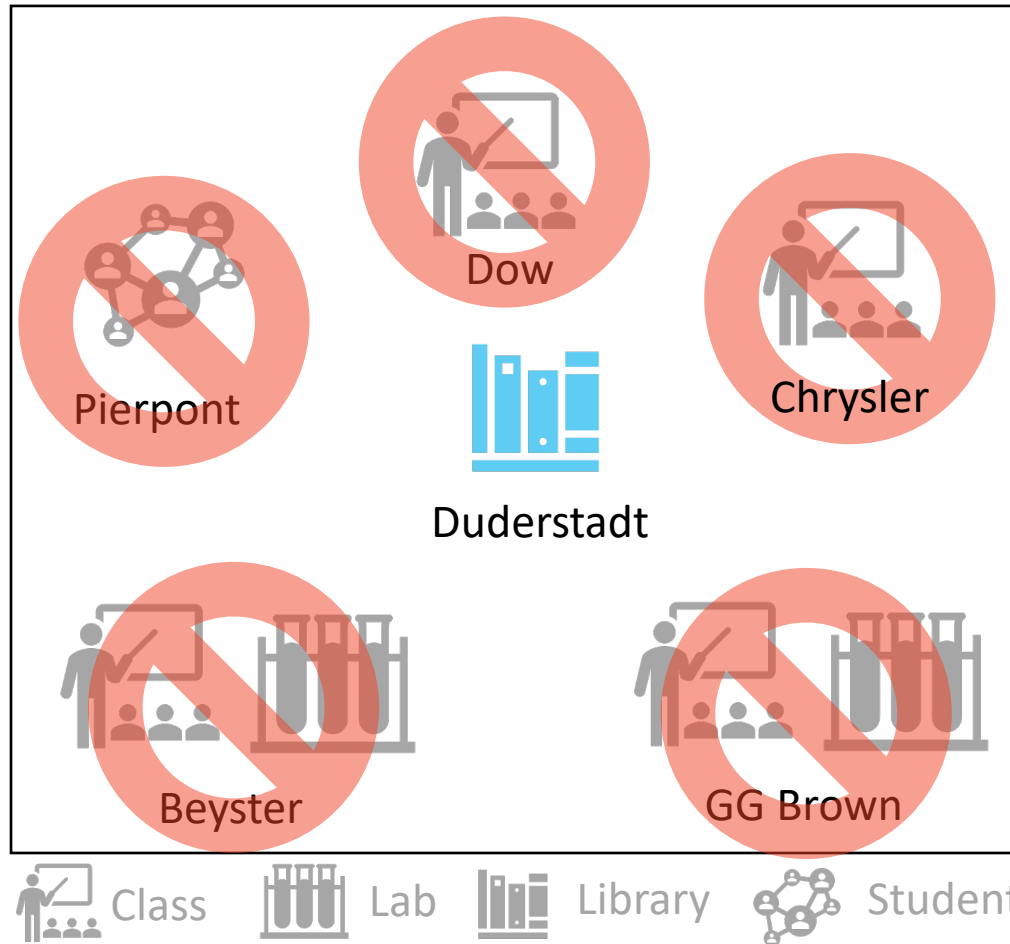 Dow
Pierpont
Chrysler
Duderstadt
Beyster
GG Brown
Class Lab Library Student